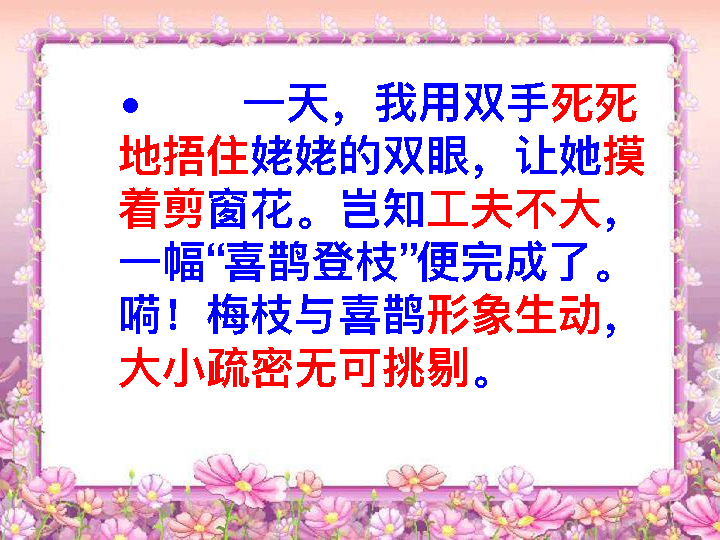 • 一天，我用双手死死
地捂住姥姥的双眼，让她摸
着剪窗花。岂知工夫不大，
一幅“喜鹊登枝”便完成了。
嗬！梅枝与喜鹊形象生动，
大小疏密无可挑剔。